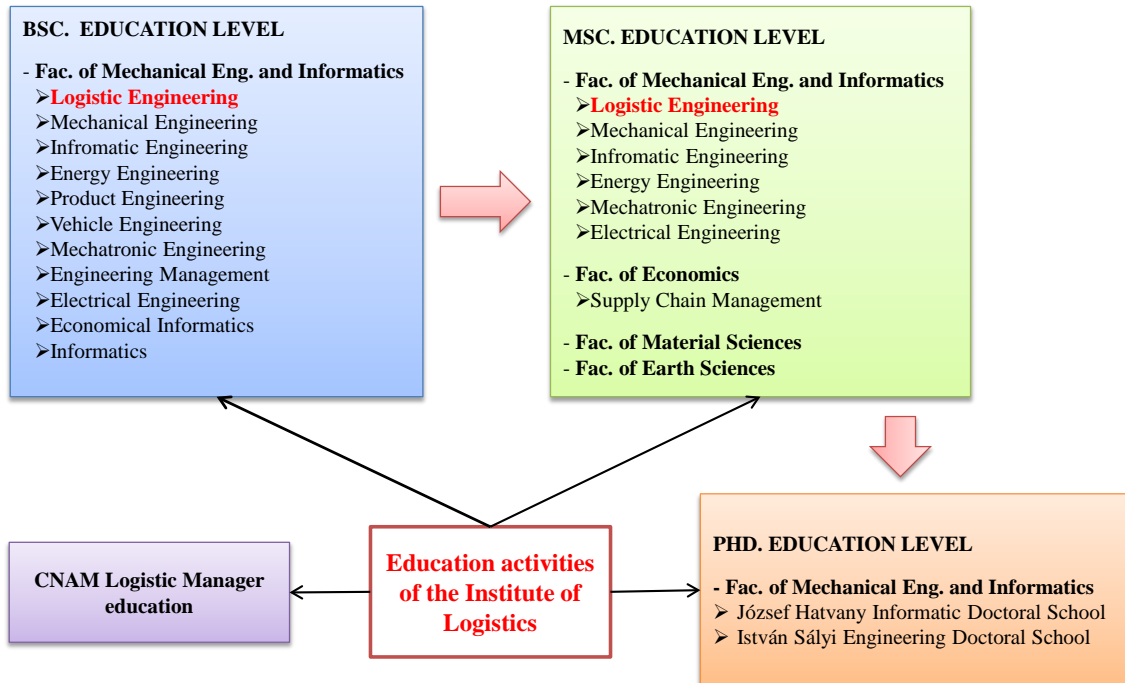 BSC. EDUCATION LEVEL
- Fac. of Mechanical Eng. and Informatics
➢Logistic Engineering
➢Mechanical Engineering
➢Infromatic Engineering
➢Energy Engineering
➢Product Engineering
➢Vehicle Engineering
➢Mechatronic Engineering
➢Engineering Management
➢Electrical Engineering
➢Economical Informatics
➢Informatics
MSC. EDUCATION LEVEL
- Fac. of Mechanical Eng. and Informatics
➢Logistic Engineering
➢Mechanical Engineering
➢Infromatic Engineering
➢Energy Engineering
➢Mechatronic Engineering
➢Electrical Engineering
- Fac. of Economics
➢Supply Chain Management
- Fac. of Material Sciences
- Fac. of Earth Sciences
CNAM Logistic Manager
education
Education activities
of the Institute of
Logistics
PHD. EDUCATION LEVEL
- Fac. of Mechanical Eng. and Informatics
➢ József Hatvany Informatic Doctoral School
➢ István Sályi Engineering Doctoral School